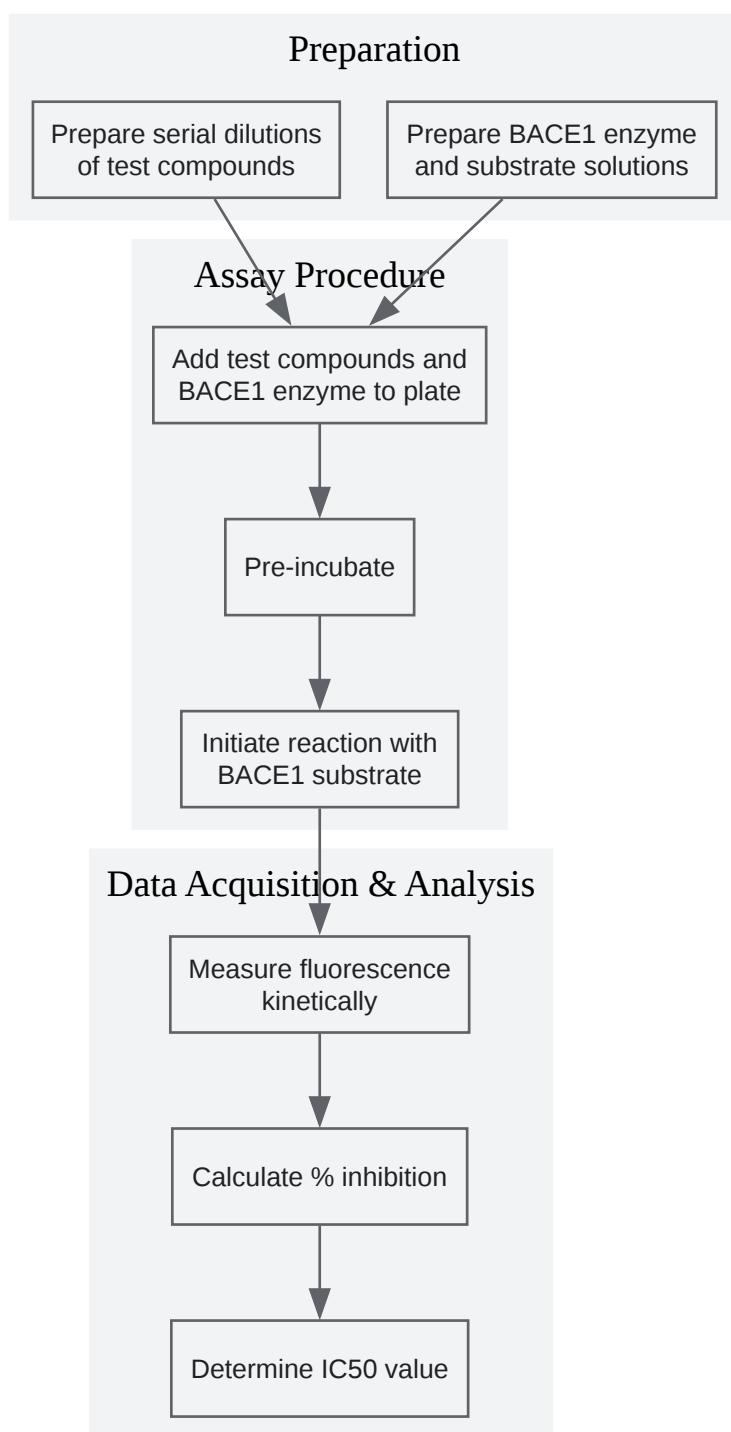 Preparation
Prepare serial dilutions
of test compounds
Prepare BACE1 enzyme
and substrate solutions
Assay Procedure
Add test compounds and
BACE1 enzyme to plate
Pre-incubate
Initiate reaction with
BACE1 substrate
Data Acquisition & Analysis
Measure fluorescence
kinetically
Calculate % inhibition
Determine IC50 value